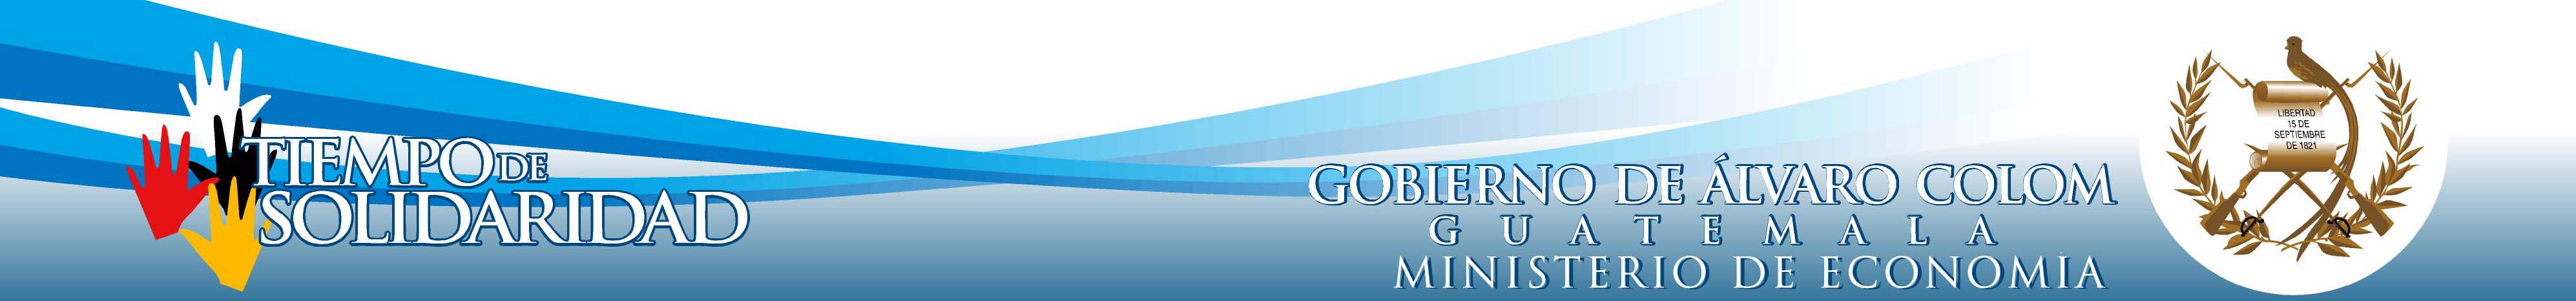 TIEMPO DE
SOLIDARIDAD
GOBIERNO DE ÁLVARO COLOM
GUATEMALA
MINISTERIO DE ECONOMIA
LIBERTAD
15 DE
SEPTIEMBRE
DE 1821